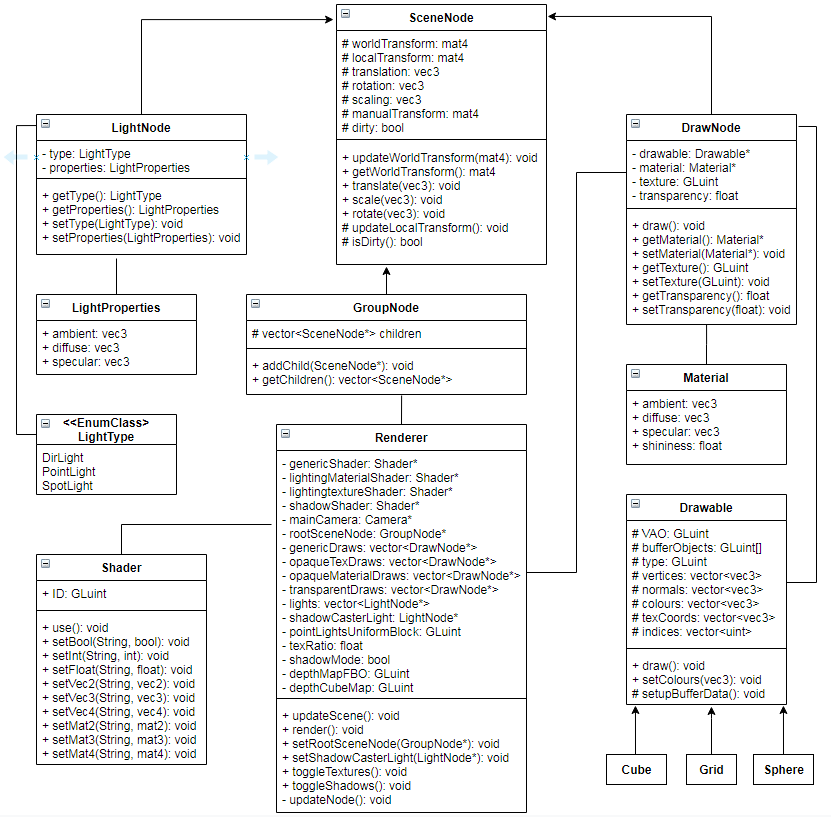 SceneNode
# worldTransform: mat4
# localTransform: mat4
# translation: vec3
# rotation: vec3
# scaling: vec3
# manualTransform: mat4
# dirty: bool
+ updateWorldTransform(mat4): void
+ getWorldTransform(): mat4
+ translate(vec3): void
+ scale(vec3): void
+ rotate(vec3): void
# updateLocalTransform(): void
# isDirty(): bool
LightNode
- type: LightType
- properties: LightProperties
+ getType(): LightType
+ getProperties(): LightProperties
+ setType(LightType): void
+ setProperties(LightProperties): void
DrawNode
- drawable: Drawable*
- material: Material*
- texture: GLuint
- transparency: float
+ draw(): void
+ getMaterial(): Material*
+ setMaterial(Material*): void
+ getTexture(): GLuint
+ setTexture(GLuint): void
+ getTransparency(): float
+ setTransparency(float): void
LightProperties
+ ambient: vec3
+ diffuse: vec3
+ specular: vec3
GroupNode
# vector<SceneNode*> children
+ addChild(SceneNode*): void
+ getChildren(): vector<SceneNode*>
Material
+ ambient: vec3
+ diffuse: vec3
+ specular: vec3
+ shininess: float
<<EnumClass>
LightType
DirLight
PointLight
SpotLight
Renderer
- genericShader: Shader*
- lightingMaterialShader: Shader*
- lightingtextureShader: Shader*
- shadowShader: Shader*
- mainCamera: Camera*
- rootSceneNode: GroupNode*
- genericDraws: vector<DrawNode*>
- opaqueTexDraws: vector<DrawNode*>
- opaqueMaterialDraws: vector<DrawNode*>
- transparentDraws: vector<DrawNode*>
- lights: vector<LightNode*>
- shadowCasterLight: LightNode*
- pointLightsUniformBlock: GLuint
- texRatio: float
- shadowMode: bool
- depthMapFBO: GLuint
- depthCubeMap: GLuint
+ updateScene(): void
+ render(): void
+ setRootSceneNode(GroupNode*): void
+ setShadowCasterLight(LightNode*): void
+ toggleTextures(): void
+ toggleShadows(): void
- updateNode(): void
Drawable
# VAO: GLuint
# bufferObjects: GLuint[]
# type: GLuint
# vertices: vector<vec3>
# normals: vector<vec3>
# colours: vector<vec3>
# texCoords: vector<vec3>
# indices: vector<uint>
+ draw(): void
+ setColours(vec3): void
# setupBufferData(): void
Shader
+ ID: GLuint
+ use(): void
+ setBool(String, bool): void
+ setInt(String, int): void
+ setFloat(String, float): void
+ setVec2(String, vec2): void
+ setVec3(String, vec3): void
+ setVec4(String, vec4): void
+ setMat2(String, mat2): void
+ setMat3(String, mat3): void
+ setMat4(String, mat4): void
Cube
Grid
Sphere